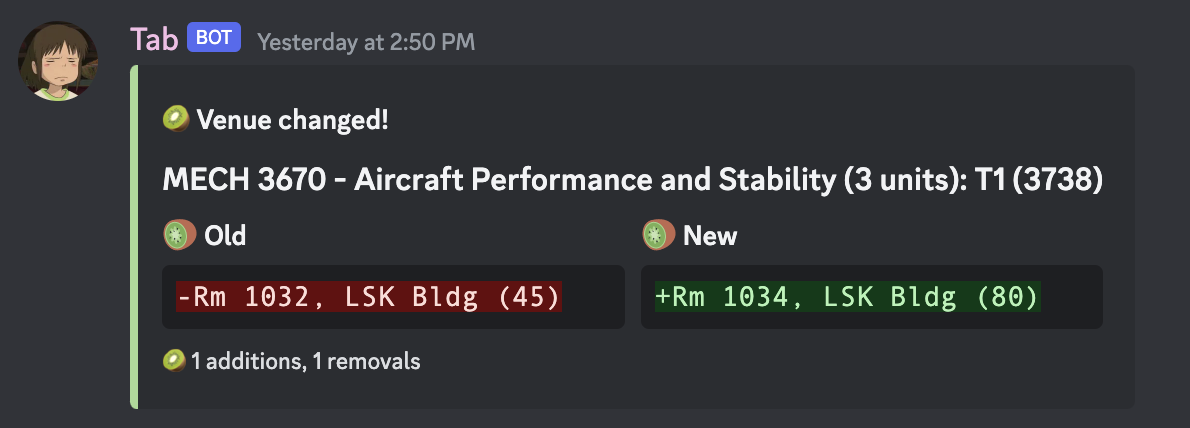 Tab BOT Yesterday at 2:50 PM
🥝 Venue changed!
MECH 3670 - Aircraft Performance and Stability (3 units): T1 (3738)
Old
New
-Rm 1032, LSK Bldg (45)
+Rm 1034, LSK Bldg (80)
🥝 1 additions, 1 removals